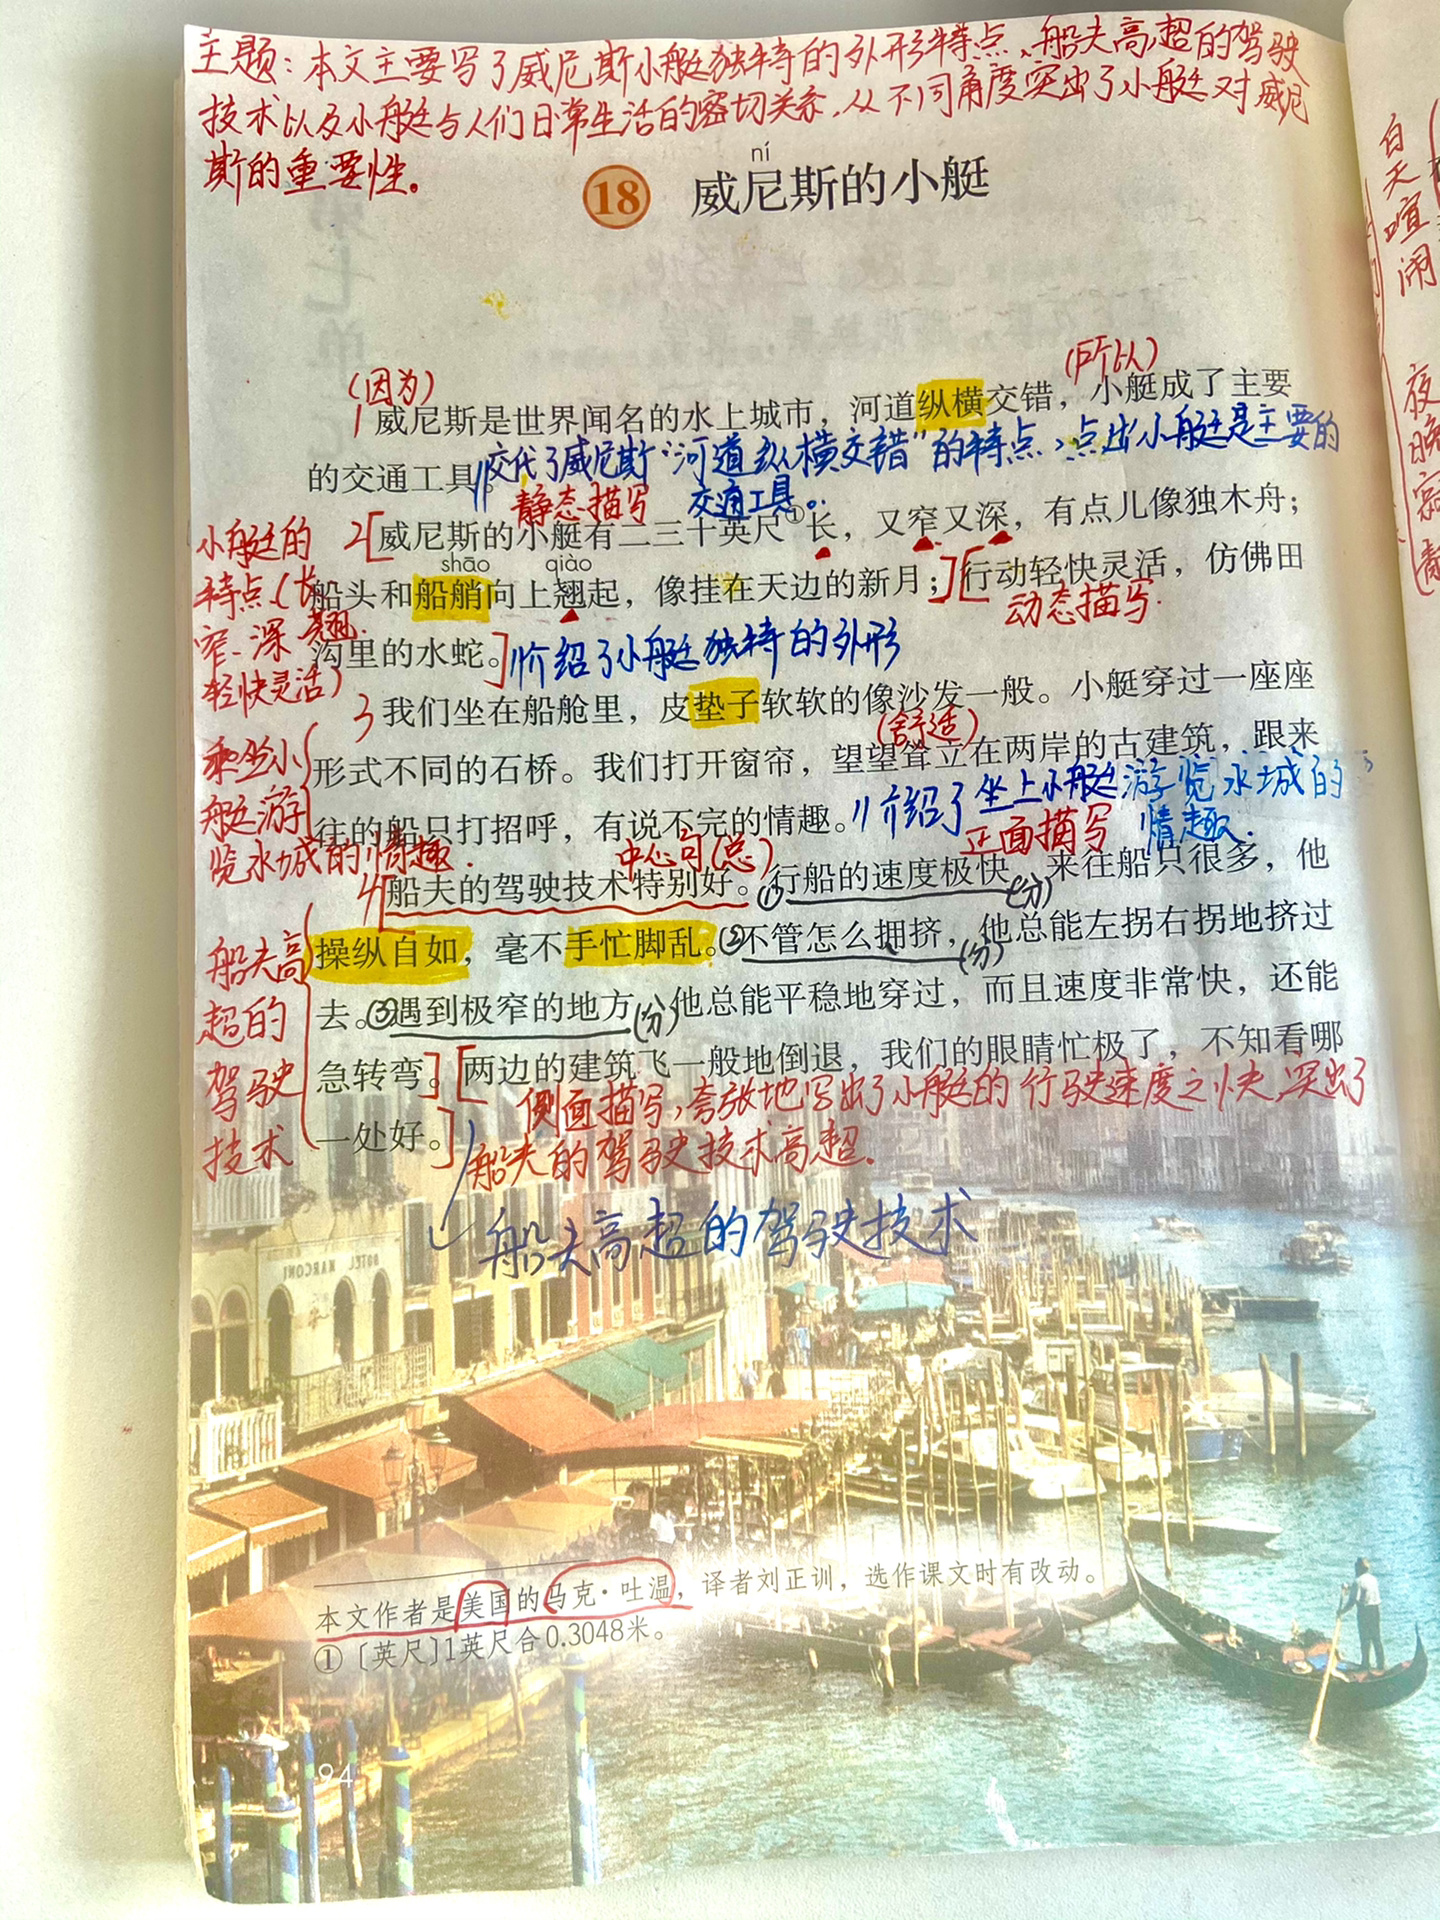 主题：本文主要写了威尼斯小艇独特的外形特点、船夫高超的驾驶
技术以及小艇与人们日常生活的密切关系,从不同角度突出了小艇对威尼
斯的重要性。
ní
18 威尼斯的小艇
(因为)
(所以)
1 威尼斯是世界闻名的水上城市，河道纵横交错，小艇成了主要
的交通工具。
交代了威尼斯“河道纵横交错”的特点,点出小艇是主要的
交通工具。
静态描写
2[威尼斯的小艇有二三十英尺①长，又窄又深，有点儿像独木舟；
shāo qiào
船头和船艄向上翘起，像挂在天边的新月；][行动轻快灵活，仿佛田
动态描写.
沟里的水蛇。]
介绍了小艇独特的外形
小艇的
特点(长
窄、深 翘.
轻快灵活)
3 我们坐在船舱里，皮垫子软软的像沙发一般。小艇穿过一座座
(舒适)
形式不同的石桥。我们打开窗帘，望望耸立在两岸的古建筑，跟来
往的船只打招呼，有说不完的情趣。
介绍了坐上小艇游览水城的
情趣.
正面描写
乘坐小
艇游
览水城的情趣.
中心句(总)
4[船夫的驾驶技术特别好。①行船的速度极快(分)来往船只很多，他
操纵自如，毫不手忙脚乱。②不管怎么拥挤，(分)他总能左拐右拐地挤过
去。③遇到极窄的地方(分)他总能平稳地穿过，而且速度非常快，还能
急转弯。][两边的建筑飞一般地倒退，我们的眼睛忙极了，不知看哪
一处好。]
侧面描写,夸张地写出了小艇的行驶速度之快,突出了
船夫的驾驶技术高超.
船夫高
超的
驾驶
技术
船夫高超的驾驶技术
HOTEL MARCONI
本文作者是美国的马克·吐温，译者刘正训，选作课文时有改动。
①〔英尺〕1英尺合0.3048米。
94
白天喧闹
夜晚寂静